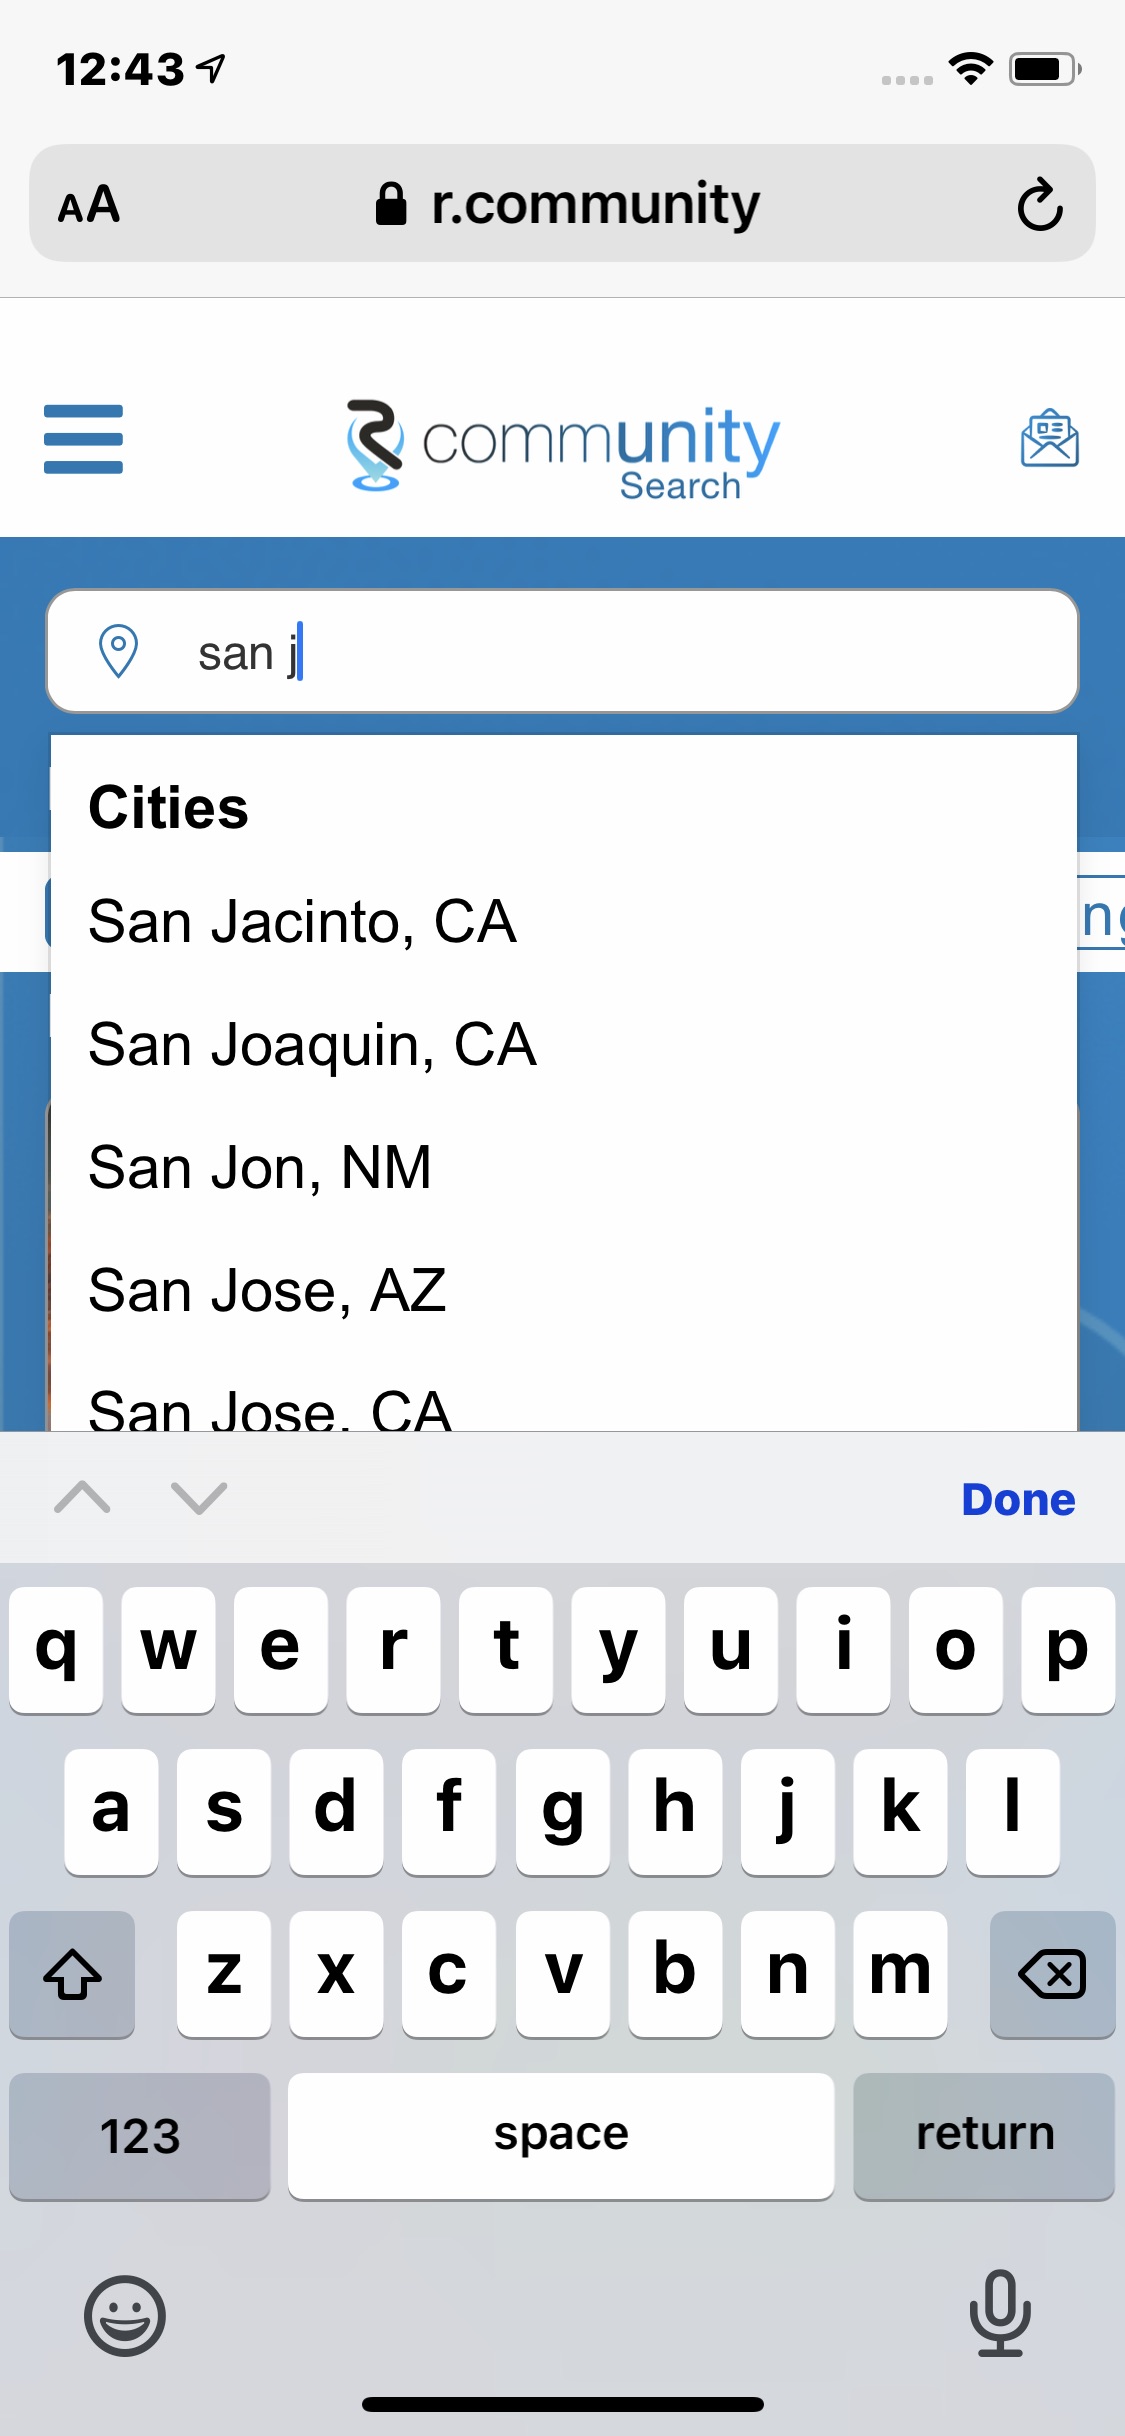 12:43
AA r.community
R community
Search
san j
Cities
San Jacinto, CA
San Joaquin, CA
San Jon, NM
San Jose, AZ
San Jose, CA
Done
q w e r t y u i o p
a s d f g h j k l
z x c v b n m
123 space return